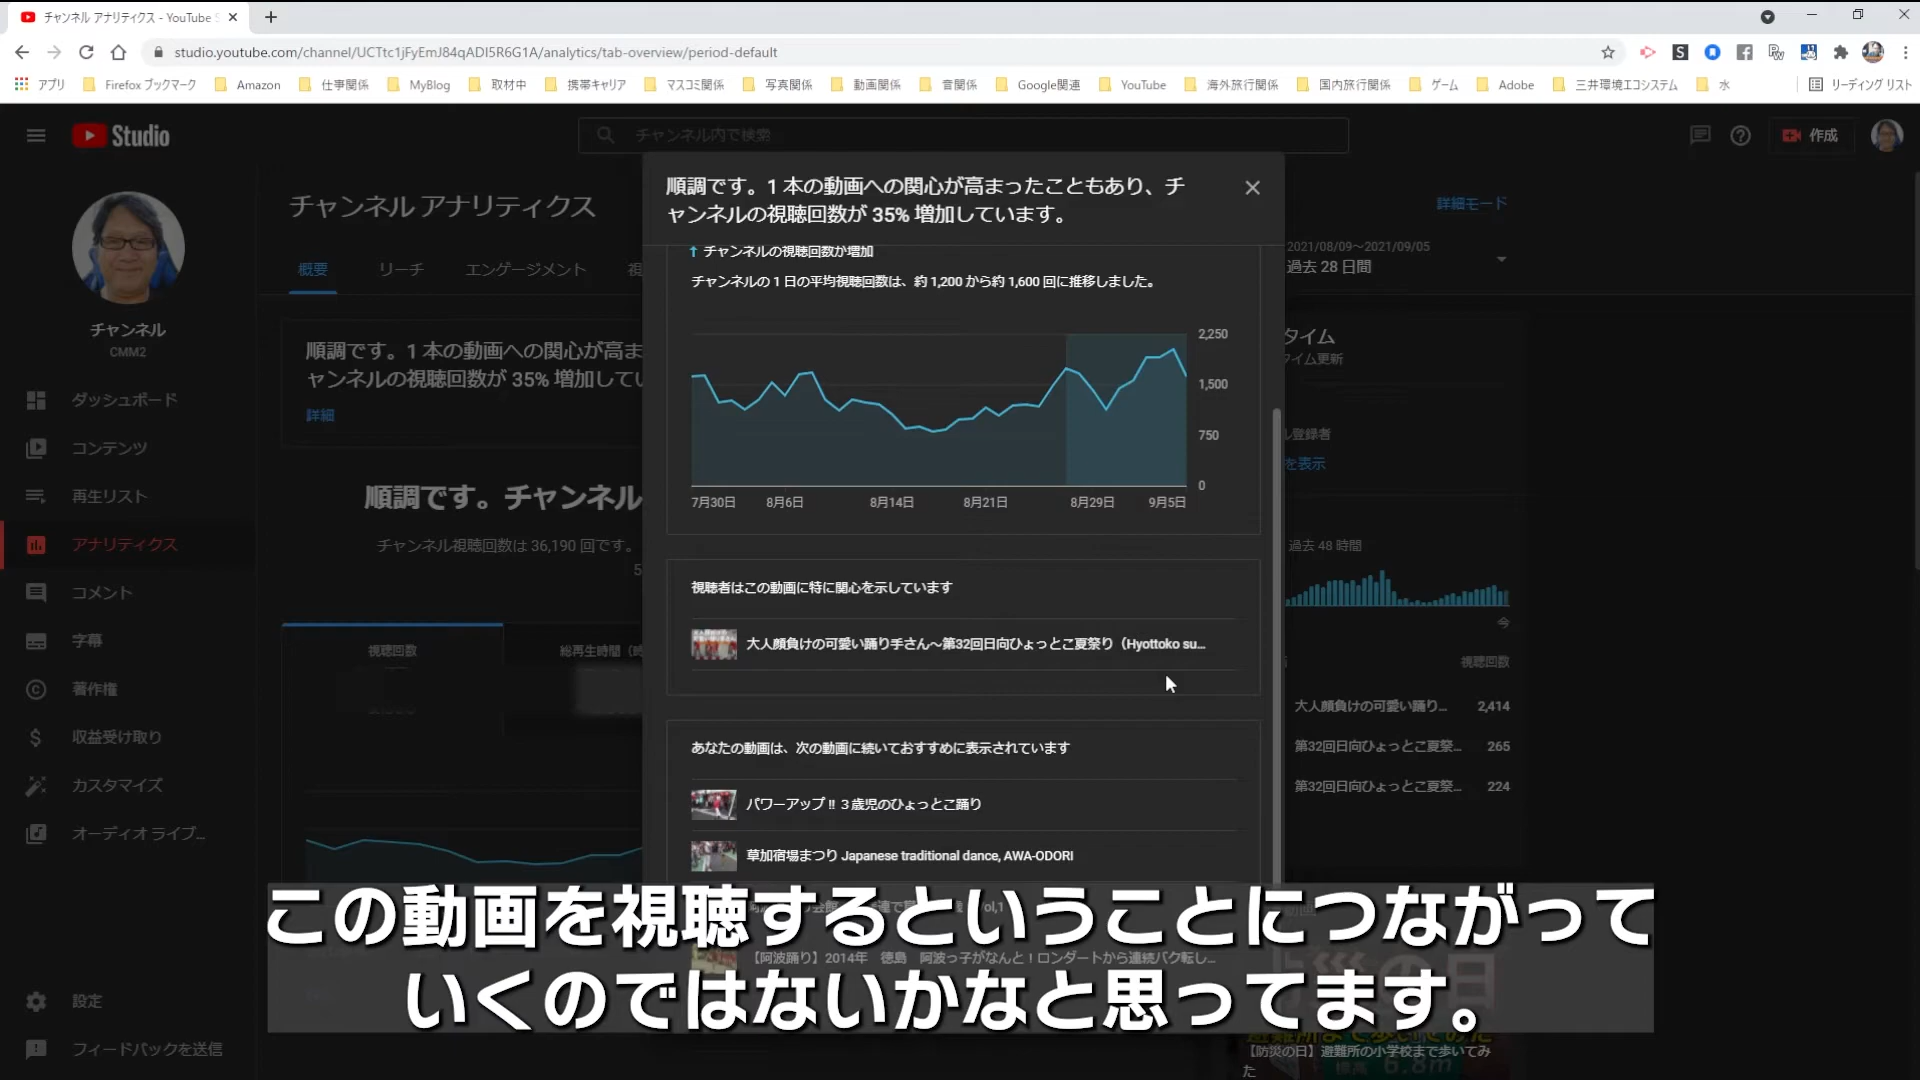 チャンネル アナリティクス - YouTube S
studio.youtube.com/channel/UCTtc1jFyEmJ84qADI5R6G1A/analytics/tab-overview/period-default
アプリ Firefox ブックマーク Amazon 仕事関係 MyBlog 取材中 携帯キャリア マスコミ関係 写真関係 動画関係 音関係 Google関連 YouTube 海外旅行関係 国内旅行関係 ゲーム Adobe 三井環境エコシステム 水 リーディング リスト
Studio
チャンネル内で検索
作成
チャンネル
CMM2
ダッシュボード
コンテンツ
再生リスト
アナリティクス
コメント
字幕
著作権
収益受け取り
カスタマイズ
オーディオ ライブ...
設定
フィードバックを送信
チャンネル アナリティクス
詳細モード
概要 リーチ エンゲージメント 視
2021/08/09～2021/09/05
過去 28 日間
順調です。1 本の動画への関心が高ま
ャンネルの視聴回数が 35% 増加してい
詳細
順調です。チャンネル
チャンネル視聴回数は 36,190 回です。
5
視聴回数
総再生時間（時
順調です。1 本の動画への関心が高まったこともあり、チ
ャンネルの視聴回数が 35% 増加しています。
チャンネルの視聴回数が増加
チャンネルの 1 日の平均視聴回数は、約 1,200 から約 1,600 回に推移しました。
2,250
1,500
750
0
7月30日 8月6日 8月14日 8月21日 8月29日 9月5日
視聴者はこの動画に特に関心を示しています
大人顔負けの可愛い踊り手さん～第32回日向ひょっとこ夏祭り（Hyottoko su...
あなたの動画は、次の動画に続いておすすめに表示されています
パワーアップ !! 3 歳児のひょっとこ踊り
草加宿場まつり Japanese traditional dance, AWA-ODORI
【阿波踊り】2014年 徳島 阿波っ子がなんと！ロンダートから連続バク転し...
タイム
タイム更新
ル登録者
を表示
過去 48 時間
今
視聴回数
大人顔負けの可愛い踊り... 2,414
第32回日向ひょっとこ夏祭... 265
第32回日向ひょっとこ夏祭... 224
この動画を視聴するということにつながって
いくのではないかなと思ってます。
【防災の日】避難所の小学校まで歩いてみ
た
標高 6.8m